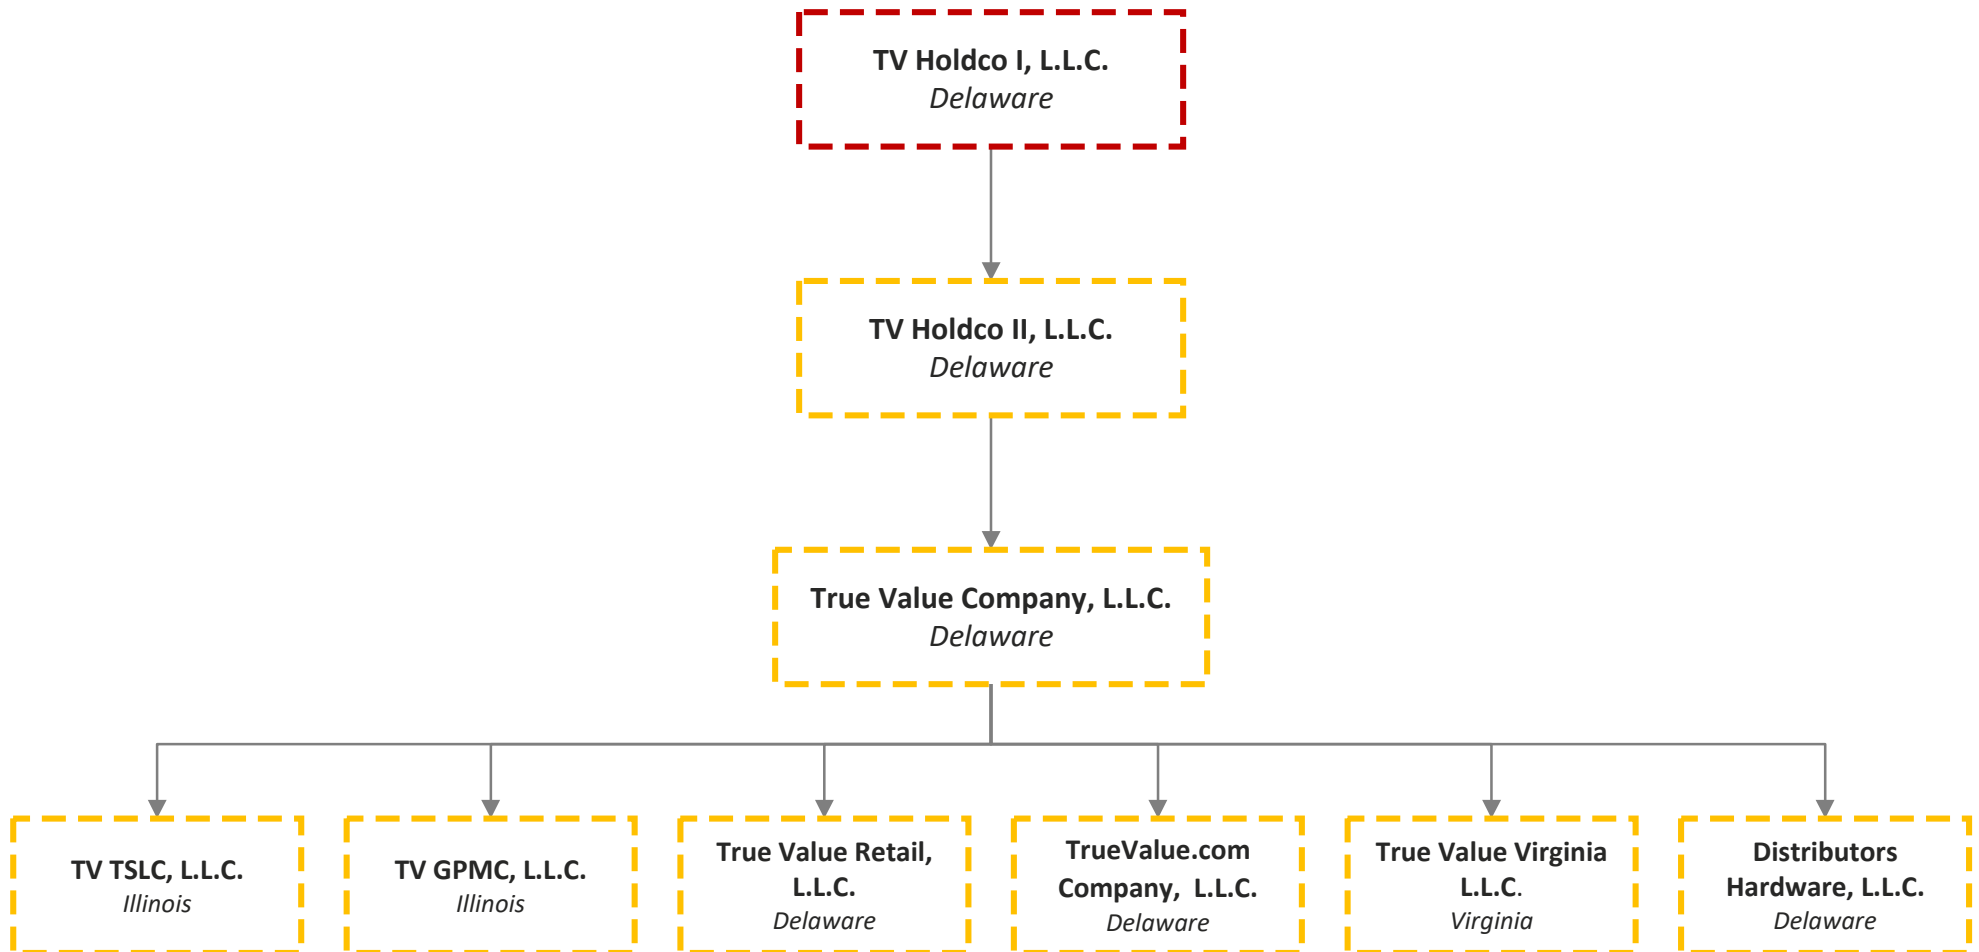 TV Holdco I, L.L.C.
Delaware
TV Holdco II, L.L.C.
Delaware
True Value Company, L.L.C.
Delaware
TV TSLC, L.L.C.
Illinois
TV GPMC, L.L.C.
Illinois
True Value Retail,
L.L.C.
Delaware
TrueValue.com
Company, L.L.C.
Delaware
True Value Virginia
L.L.C.
Virginia
Distributors
Hardware, L.L.C.
Delaware